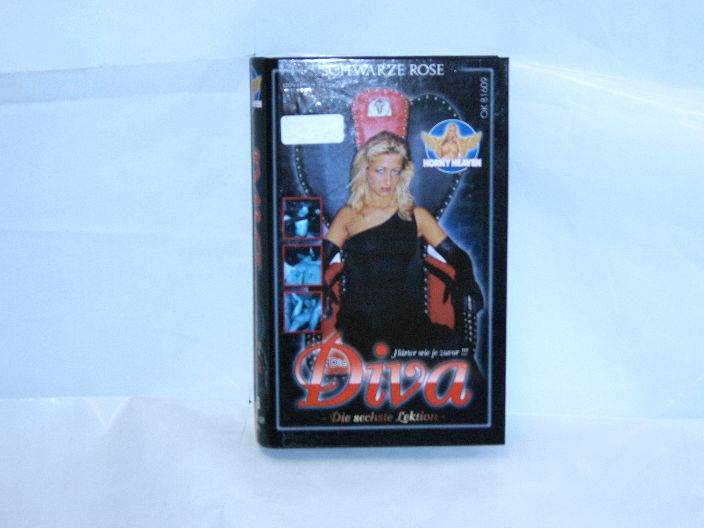 SCHWARZE ROSE
OK 81609
HORNY HEAVEN
Härter wie je zuvor !!!
Die
Diva
- Die sechste Lektion -